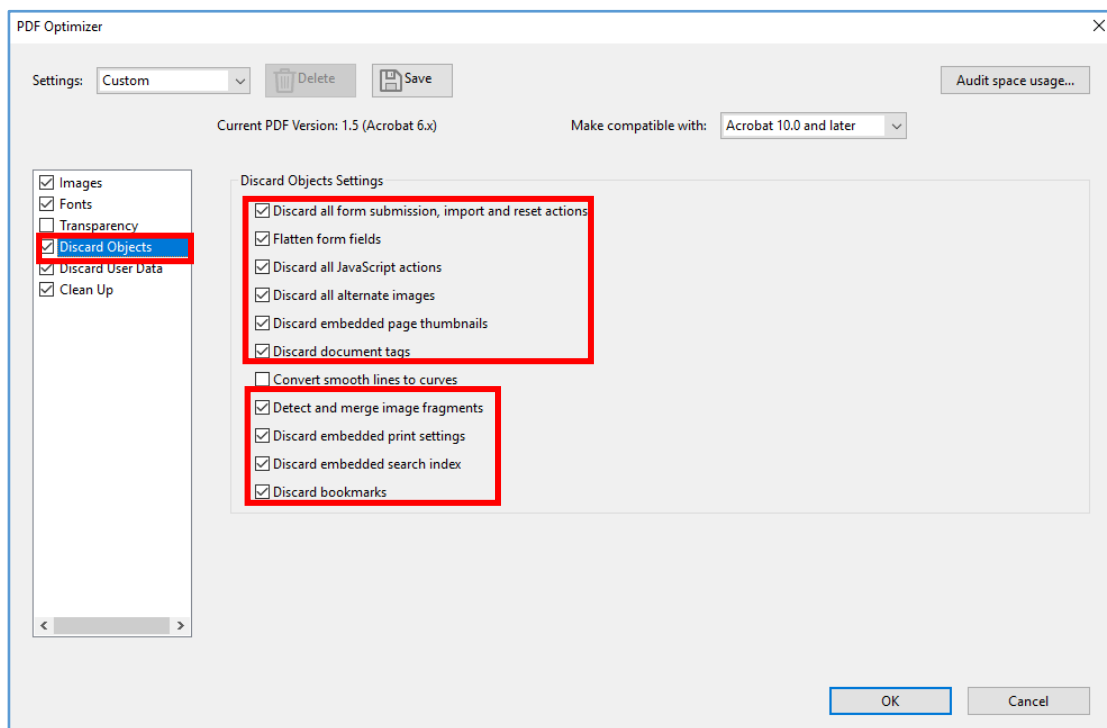 PDF Optimizer
Settings: Custom Delete Save Audit space usage...
Current PDF Version: 1.5 (Acrobat 6.x) Make compatible with: Acrobat 10.0 and later
Images
Fonts
Transparency
Discard Objects
Discard User Data
Clean Up
Discard Objects Settings
Discard all form submission, import and reset actions
Flatten form fields
Discard all JavaScript actions
Discard all alternate images
Discard embedded page thumbnails
Discard document tags
Convert smooth lines to curves
Detect and merge image fragments
Discard embedded print settings
Discard embedded search index
Discard bookmarks
OK Cancel